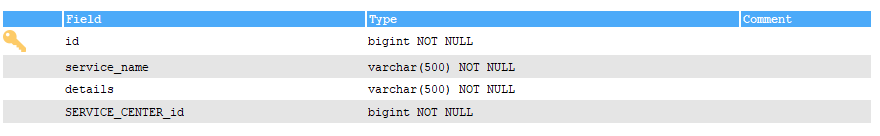 Field Type Comment
id bigint NOT NULL
service_name varchar(500) NOT NULL
details varchar(500) NOT NULL
SERVICE_CENTER_id bigint NOT NULL